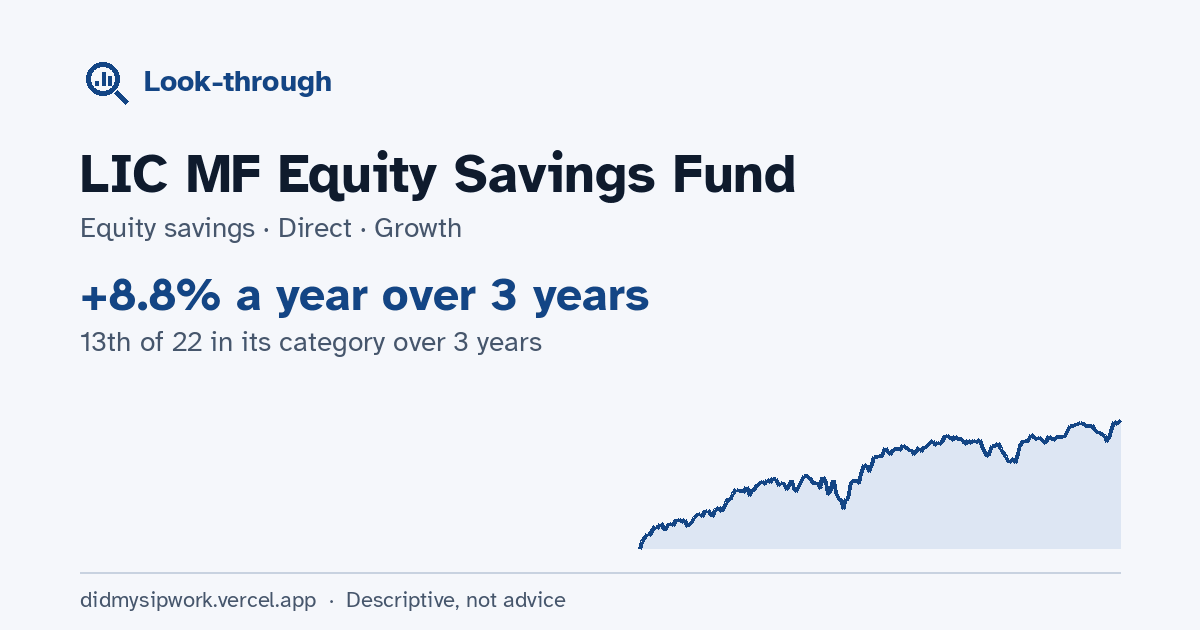 Look-through
LIC MF Equity Savings Fund
Equity savings · Direct · Growth
+8.8% a year over 3 years
13th of 22 in its category over 3 years
didmysipwork.vercel.app · Descriptive, not advice